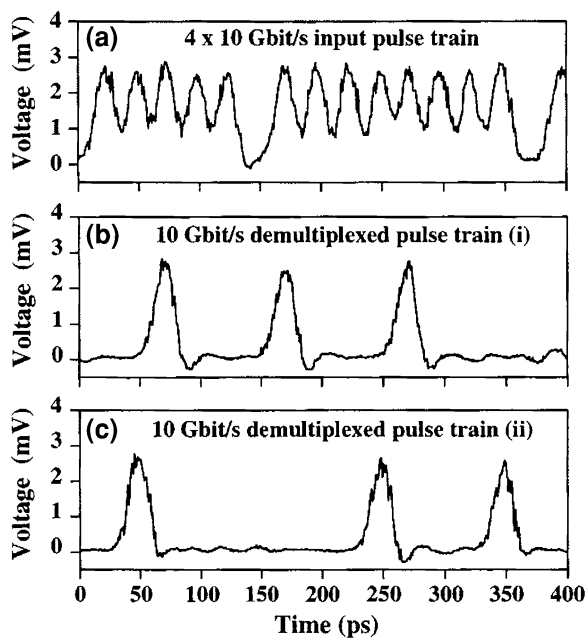 (a) 4 x 10 Gbit/s input pulse train
4
3
2
1
0
Voltage (mV)
(b) 10 Gbit/s demultiplexed pulse train (i)
4
3
2
1
0
Voltage (mV)
(c) 10 Gbit/s demultiplexed pulse train (ii)
4
3
2
1
0
Voltage (mV)
0 50 100 150 200 250 300 350 400
Time (ps)